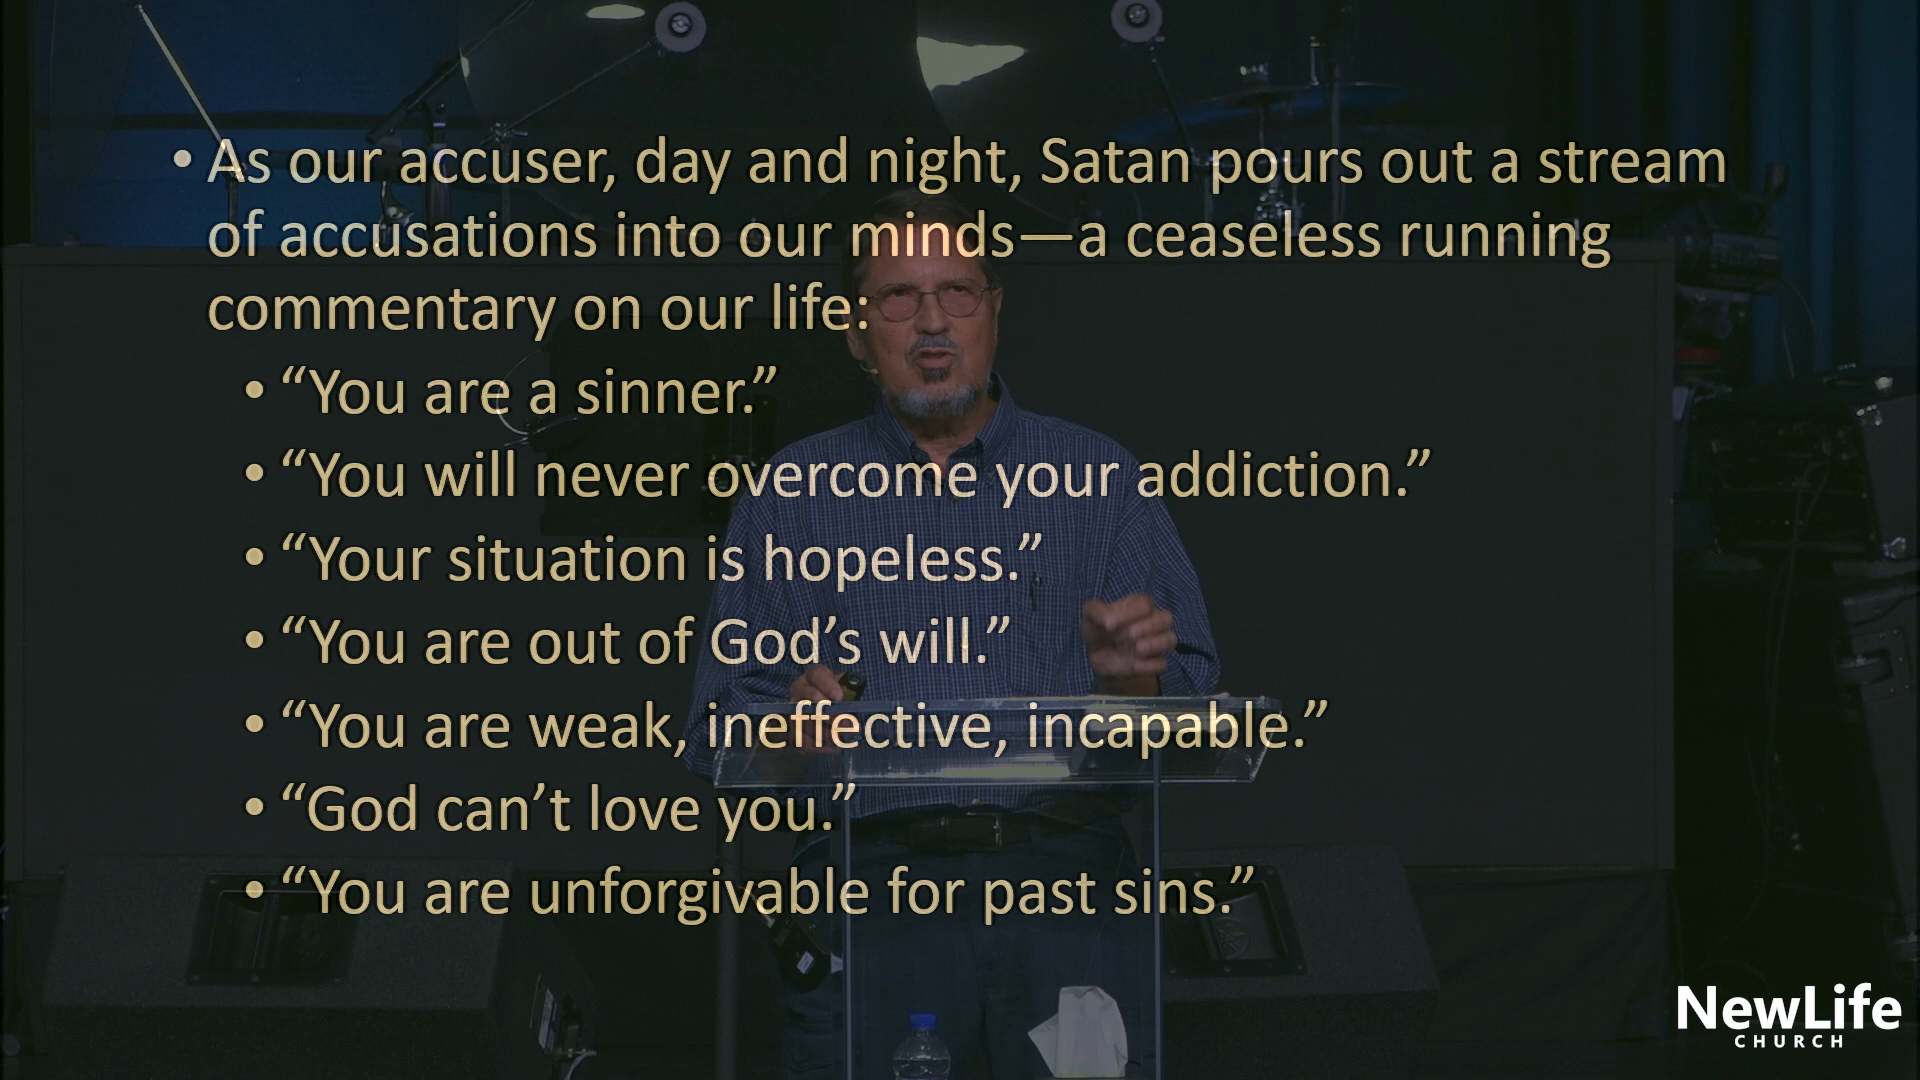 • As our accuser, day and night, Satan pours out a stream
of accusations into our minds—a ceaseless running
commentary on our life:
• “You are a sinner.”
• “You will never overcome your addiction.”
• “Your situation is hopeless.”
• “You are out of God’s will.”
• “You are weak, ineffective, incapable.”
• “God can’t love you.”
• “You are unforgivable for past sins.”
NewLife
CHURCH